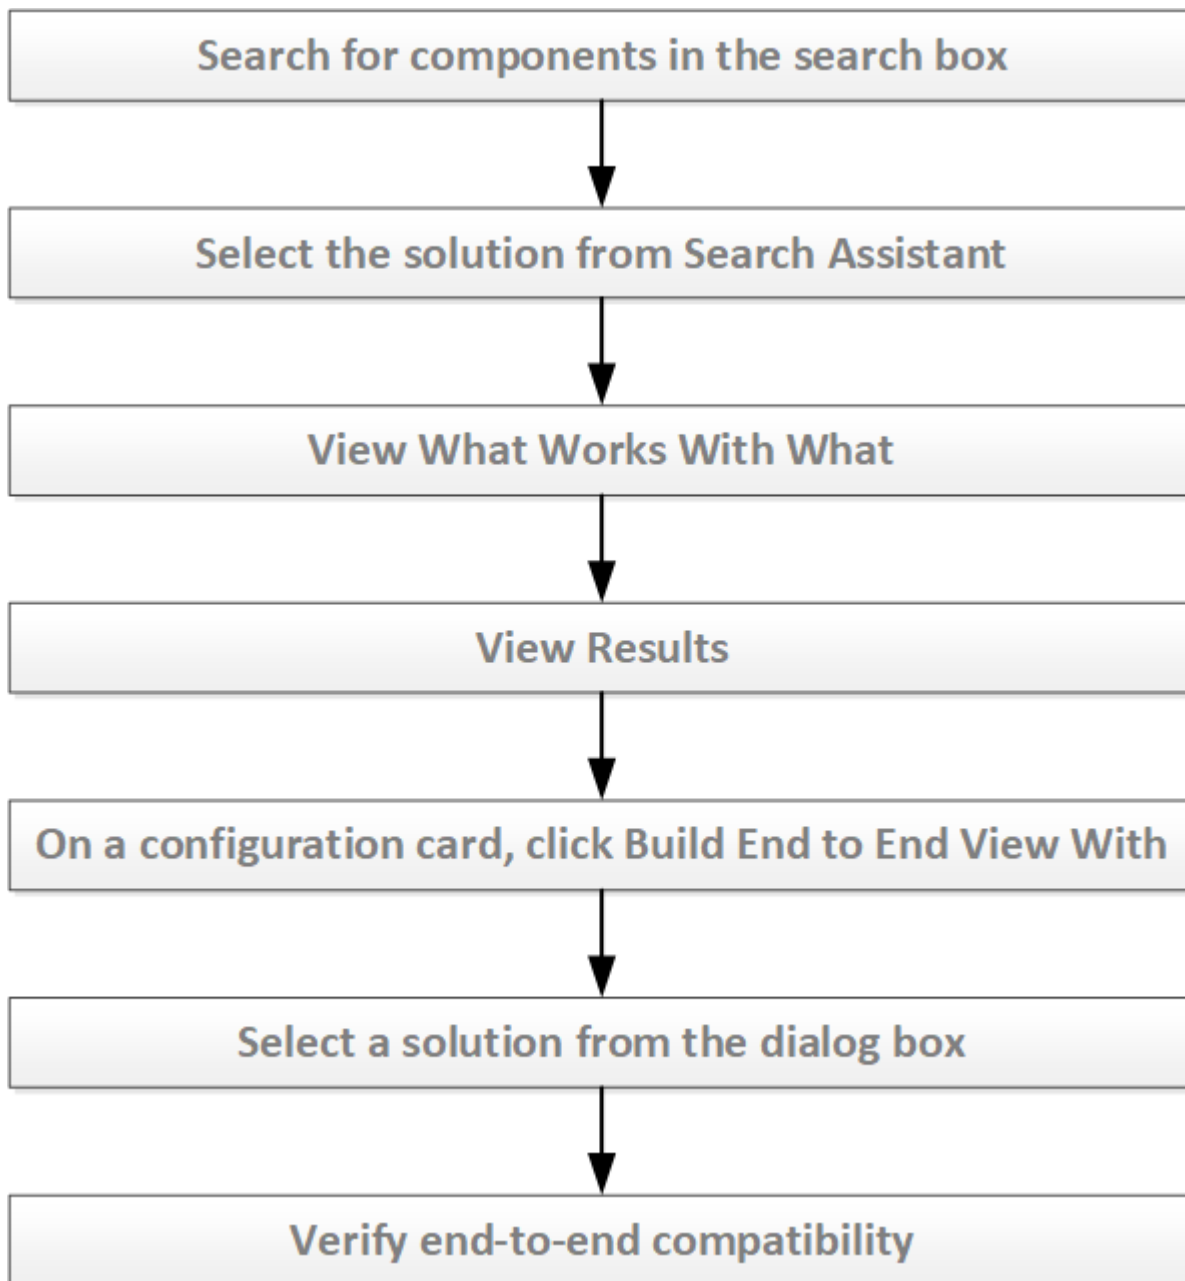 Search for components in the search box
Select the solution from Search Assistant
View What Works With What
View Results
On a configuration card, click Build End to End View With
Select a solution from the dialog box
Verify end-to-end compatibility